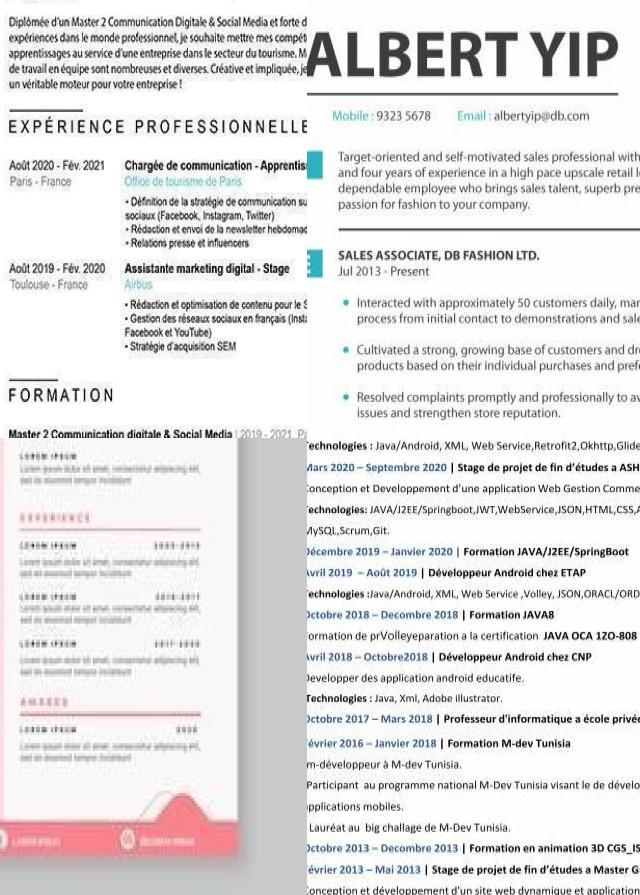 Diplômée d'un Master 2 Communication Digitale & Social Media et forte d
expériences dans le monde professionnel, je souhaite mettre mes compét
apprentissages au service d'une entreprise dans le secteur du tourisme. M
de travail en équipe sont nombreuses et diverses. Créative et impliquée, je
un véritable moteur pour votre entreprise !
EXPÉRIENCE PROFESSIONNELLE
Août 2020 - Fév. 2021 Chargée de communication - Apprentis
Paris - France Office de tourisme de Paris
• Définition de la stratégie de communication su
sociaux (Facebook, Instagram, Twitter)
• Rédaction et envoi de la newsletter hebdomad
• Relations presse et influencers
Août 2019 - Fév. 2020 Assistante marketing digital - Stage
Toulouse - France Airbus
• Rédaction et optimisation de contenu pour le S
• Gestion des réseaux sociaux en français (Insta
Facebook et YouTube)
• Stratégie d'acquisition SEM
FORMATION
Master 2 Communication digitale & Social Media | 2019 - 2021, Pa
ALBERT YIP
Mobile : 9323 5678 Email : albertyip@db.com
Target-oriented and self-motivated sales professional with
and four years of experience in a high pace upscale retail
dependable employee who brings sales talent, superb pre
passion for fashion to your company.
SALES ASSOCIATE, DB FASHION LTD.
Jul 2013 - Present
• Interacted with approximately 50 customers daily, mar
process from initial contact to demonstrations and sale
• Cultivated a strong, growing base of customers and dr
products based on their individual purchases and prefe
• Resolved complaints promptly and professionally to av
issues and strengthen store reputation.
LOREM IPSUM
EXPERIENCE
LOREM IPSUM
LOREM IPSUM
LOREM IPSUM
AWARDS
LOREM IPSUM
echnologies : Java/Android, XML, Web Service,Retrofit2,Okhttp,Glide
Mars 2020 – Septembre 2020 | Stage de projet de fin d'études a ASH
Conception et Developpement d'une application Web Gestion Comme
Technologies: JAVA/J2EE/Springboot,JWT,WebService,JSON,HTML,CSS,A
MySQL,Scrum,Git.
Décembre 2019 – Janvier 2020 | Formation JAVA/J2EE/SpringBoot
Avril 2019 – Août 2019 | Développeur Android chez ETAP
Technologies :Java/Android, XML, Web Service ,Volley, JSON,ORACL/ORD
Octobre 2018 – Decombre 2018 | Formation JAVA8
ormation de prVolleyeparation a la certification JAVA OCA 1ZO-808
Avril 2018 – Octobre2018 | Développeur Android chez CNP
Developper des application android educatife.
Technologies : Java, Xml, Adobe illustrator.
Octobre 2017 – Mars 2018 | Professeur d'informatique a école privée
Février 2016 – Janvier 2018 | Formation M-dev Tunisia
m-développeur à M-dev Tunisia.
Participant au programme national M-Dev Tunisia visant le de dévelo
applications mobiles.
Lauréat au big challage de M-Dev Tunisia.
Octobre 2013 – Decombre 2013 | Formation en animation 3D CGS_IS
Février 2013 – Mai 2013 | Stage de projet de fin d'études a Master G
Conception et développement d'un site web dynamique et application